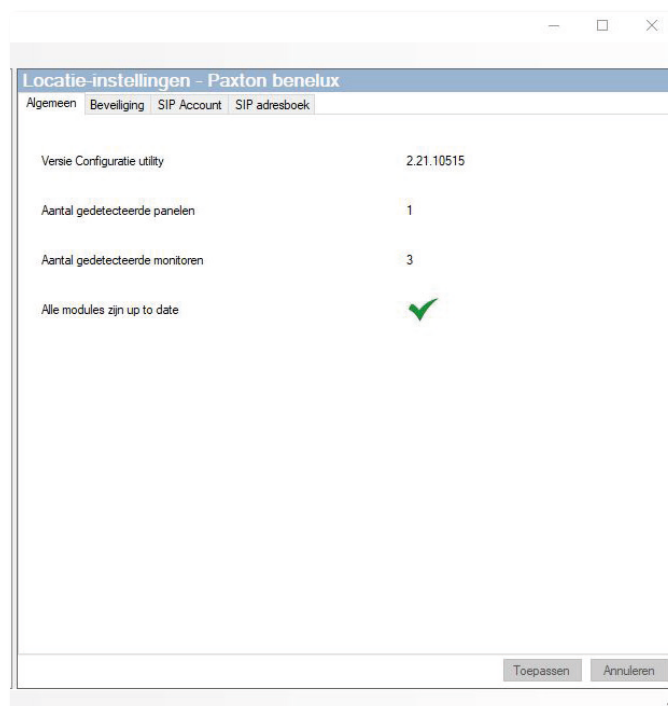 Locatie-instellingen - Paxton benelux
Algemeen Beveiliging SIP Account SIP adresboek
Versie Configuratie utility 2.21.10515
Aantal gedetecteerde panelen 1
Aantal gedetecteerde monitoren 3
Alle modules zijn up to date
Toepassen Annuleren